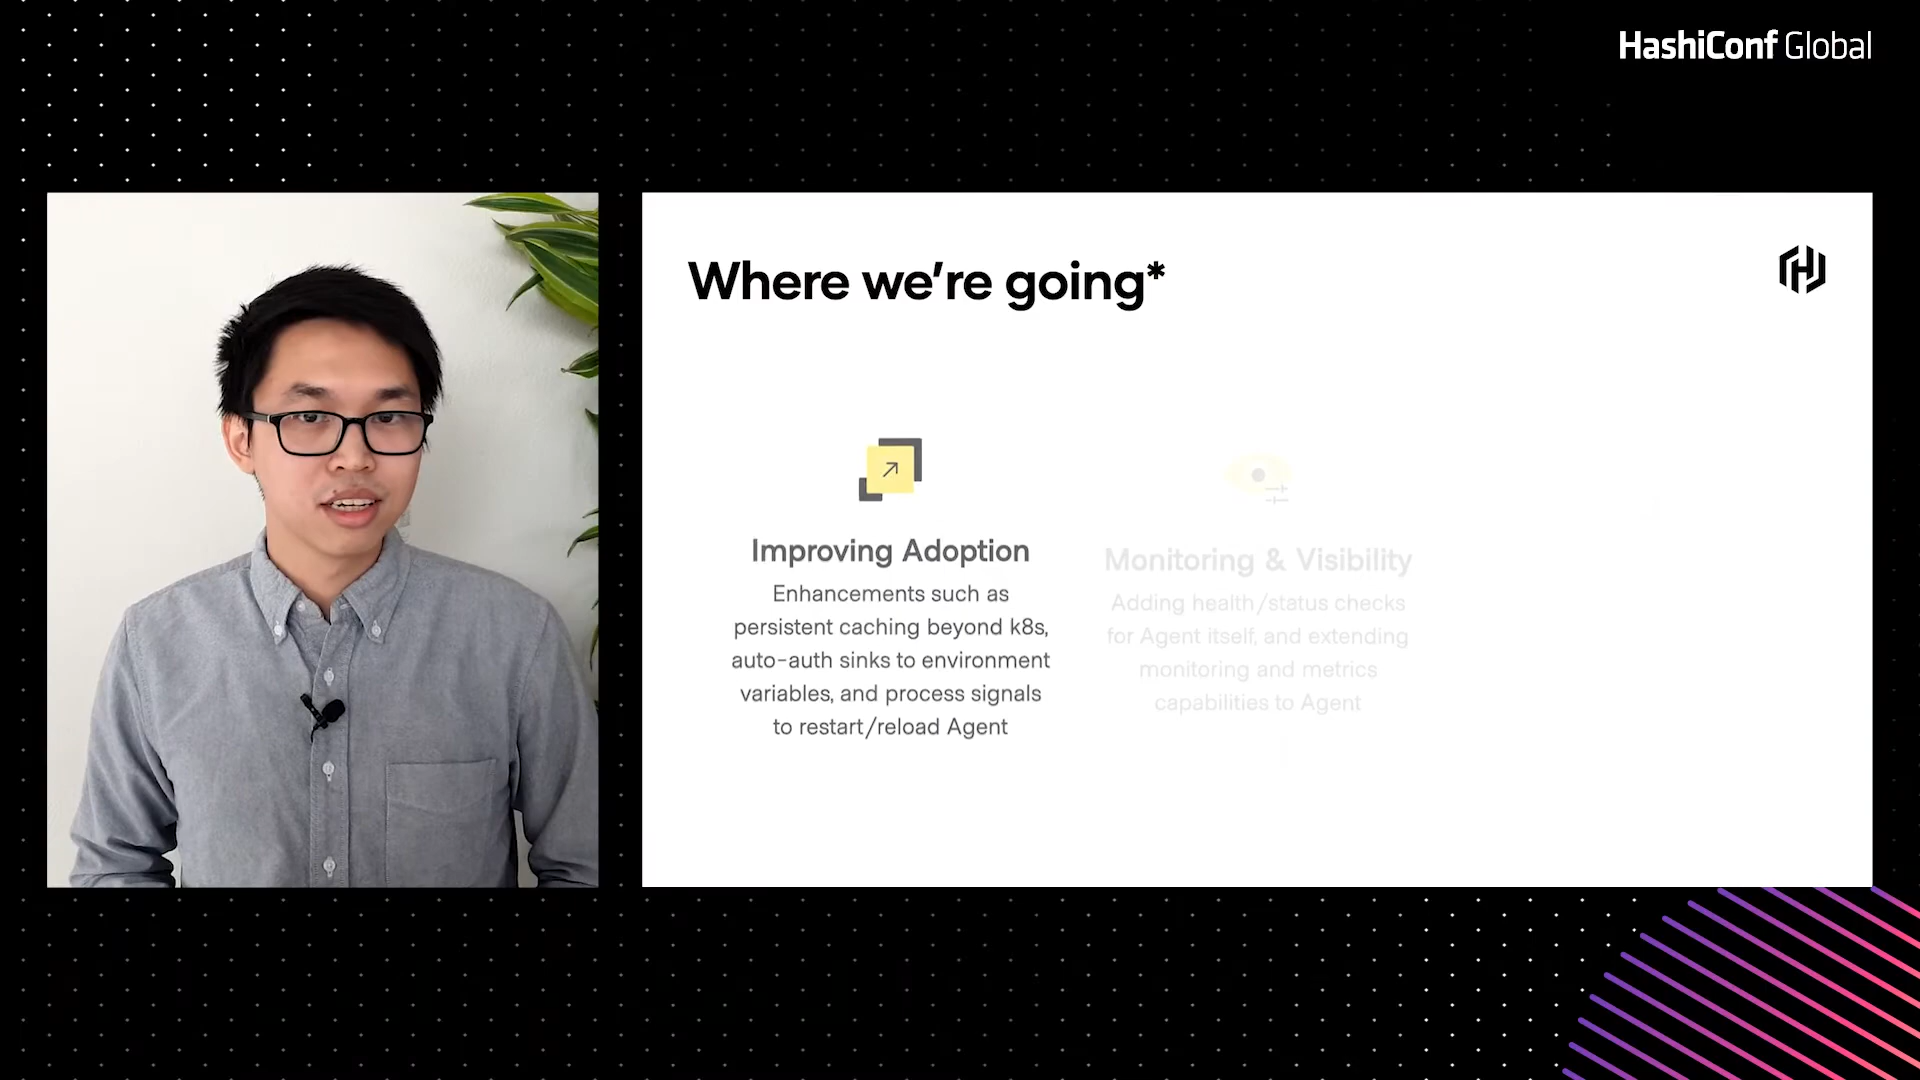 HashiConf Global
Where we're going*
Improving Adoption
Enhancements such as
persistent caching beyond k8s,
auto-auth sinks to environment
variables, and process signals
to restart/reload Agent
Monitoring & Visibility
Adding health/status checks
for Agent itself, and extending
monitoring and metrics
capabilities to Agent